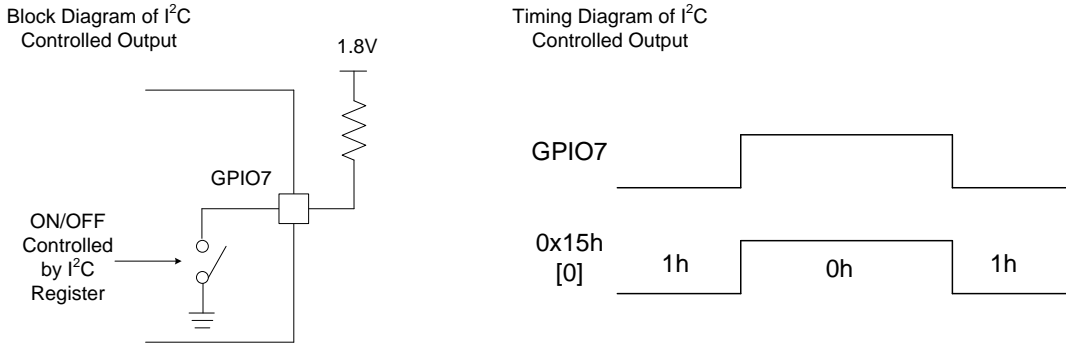 Block Diagram of I²C
Controlled Output
1.8V
GPIO7
ON/OFF
Controlled
by I²C
Register
Timing Diagram of I²C
Controlled Output
GPIO7
0x15h
[0]
1h
0h
1h